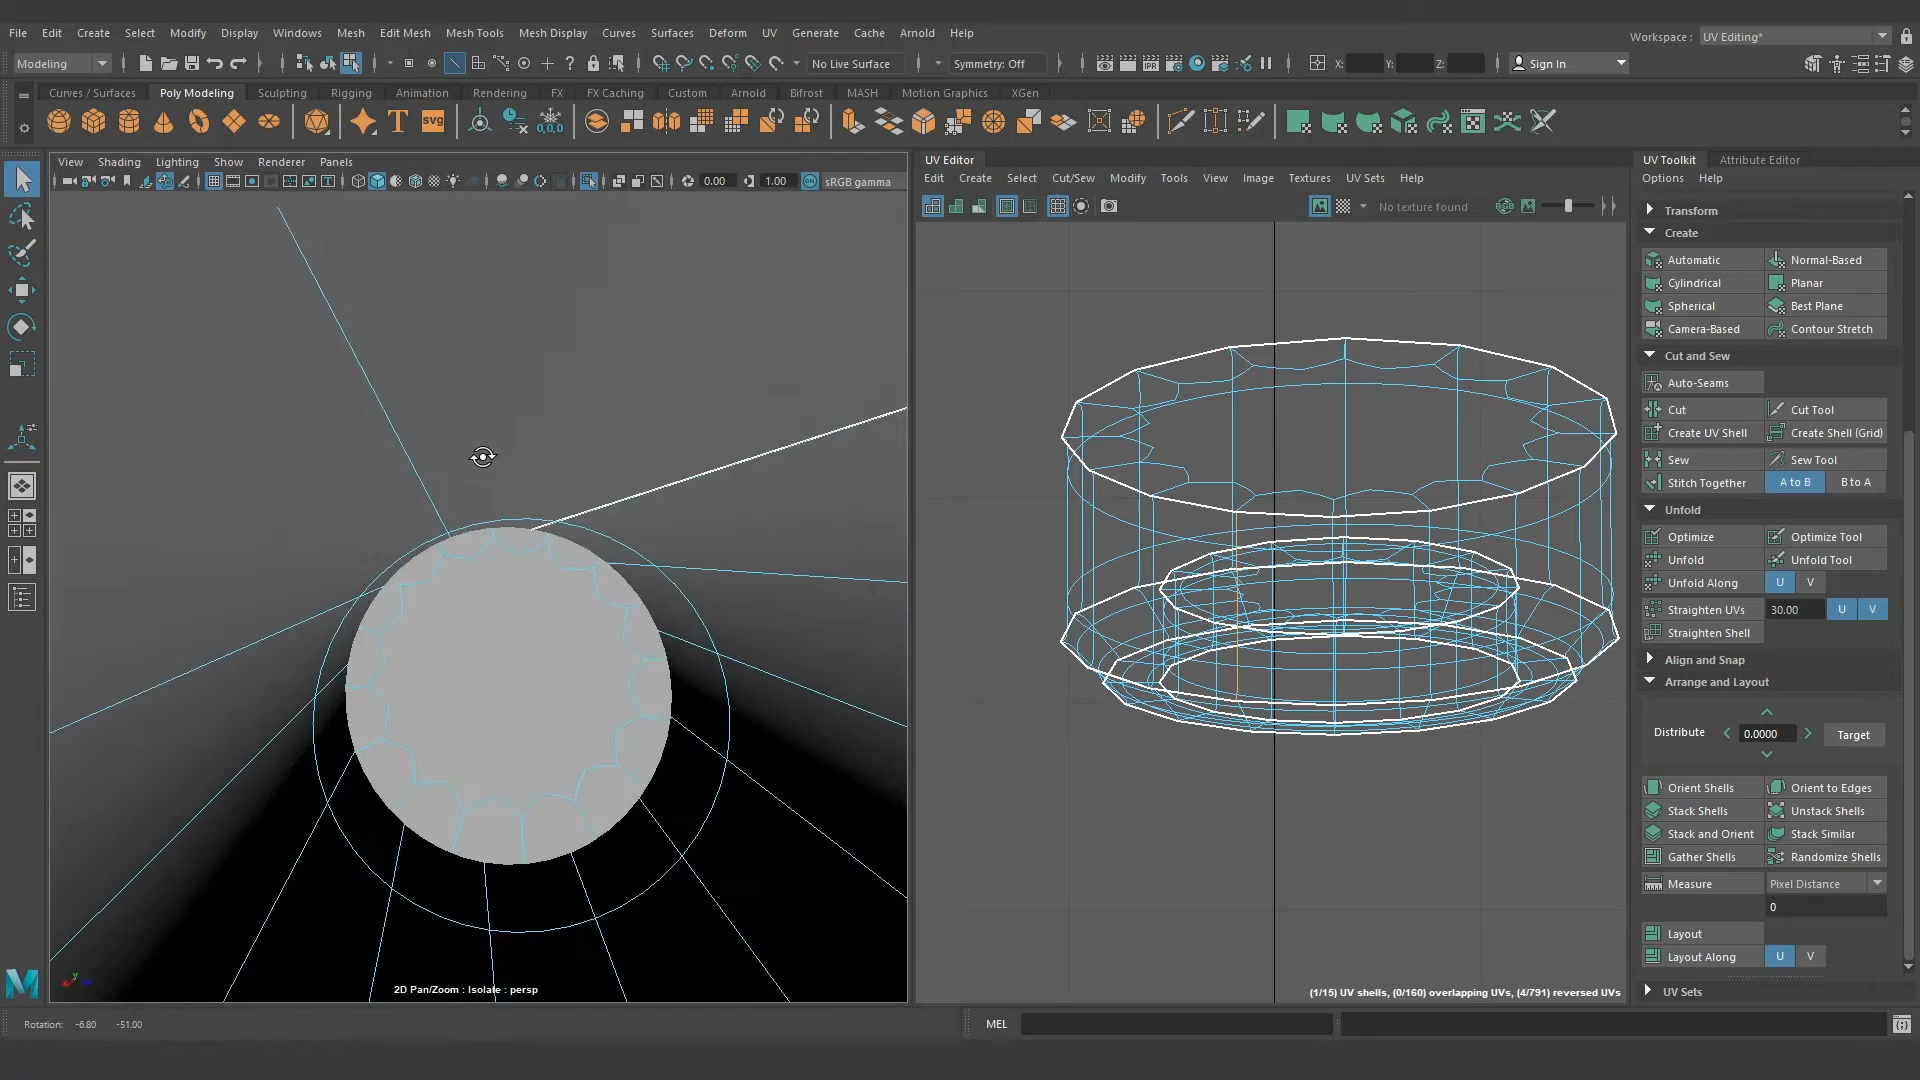 File Edit Create Select Modify Display Windows Mesh Edit Mesh Mesh Tools Mesh Display Curves Surfaces Deform UV Generate Cache Arnold Help
Workspace : UV Editing*
Modeling No Live Surface Symmetry: Off X: Y: Z: Sign In
Curves / Surfaces Poly Modeling Sculpting Rigging Animation Rendering FX FX Caching Custom Arnold Bifrost MASH Motion Graphics XGen
T svg 0,0,0
View Shading Lighting Show Renderer Panels
0.00 1.00 sRGB gamma
UV Editor
Edit Create Select Cut/Sew Modify Tools View Image Textures UV Sets Help
No texture found
UV Toolkit Attribute Editor
Options Help
Transform
Create
Automatic Normal-Based
Cylindrical Planar
Spherical Best Plane
Camera-Based Contour Stretch
Cut and Sew
Auto-Seams
Cut Cut Tool
Create UV Shell Create Shell (Grid)
Sew Sew Tool
Stitch Together A to B B to A
Unfold
Optimize Optimize Tool
Unfold Unfold Tool
Unfold Along U V
Straighten UVs 30.00 U V
Straighten Shell
Align and Snap
Arrange and Layout
Distribute 0.0000 Target
Orient Shells Orient to Edges
Stack Shells Unstack Shells
Stack and Orient Stack Similar
Gather Shells Randomize Shells
Measure Pixel Distance
0
Layout
Layout Along U V
UV Sets
2D Pan/Zoom : Isolate : persp
(1/15) UV shells, (0/160) overlapping UVs, (4/791) reversed UVs
Rotation: -6.80 -51.00
MEL